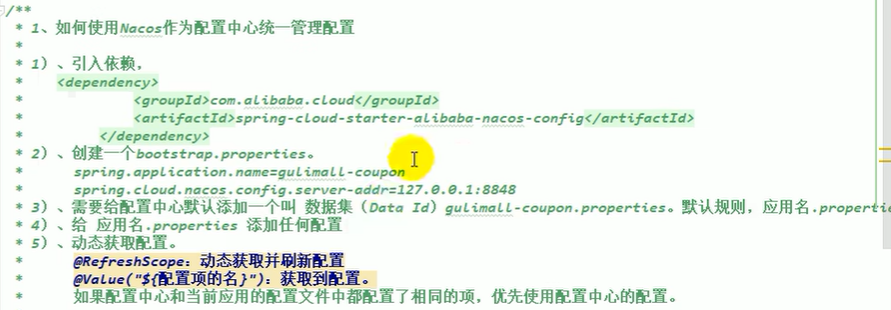 /**
* 1、如何使用Nacos作为配置中心统一管理配置
*
* 1）、引入依赖，
* <dependency>
* <groupId>com.alibaba.cloud</groupId>
* <artifactId>spring-cloud-starter-alibaba-nacos-config</artifactId>
* </dependency>
* 2）、创建一个bootstrap.properties。
* spring.application.name=gulimall-coupon
* spring.cloud.nacos.config.server-addr=127.0.0.1:8848
* 3）、需要给配置中心默认添加一个叫 数据集（Data Id）gulimall-coupon.properties。默认规则，应用名.propertie
* 4）、给 应用名.properties 添加任何配置
* 5）、动态获取配置。
* @RefreshScope：动态获取并刷新配置
* @Value("${配置项的名}")：获取到配置。
* 如果配置中心和当前应用的配置文件中都配置了相同的项，优先使用配置中心的配置。